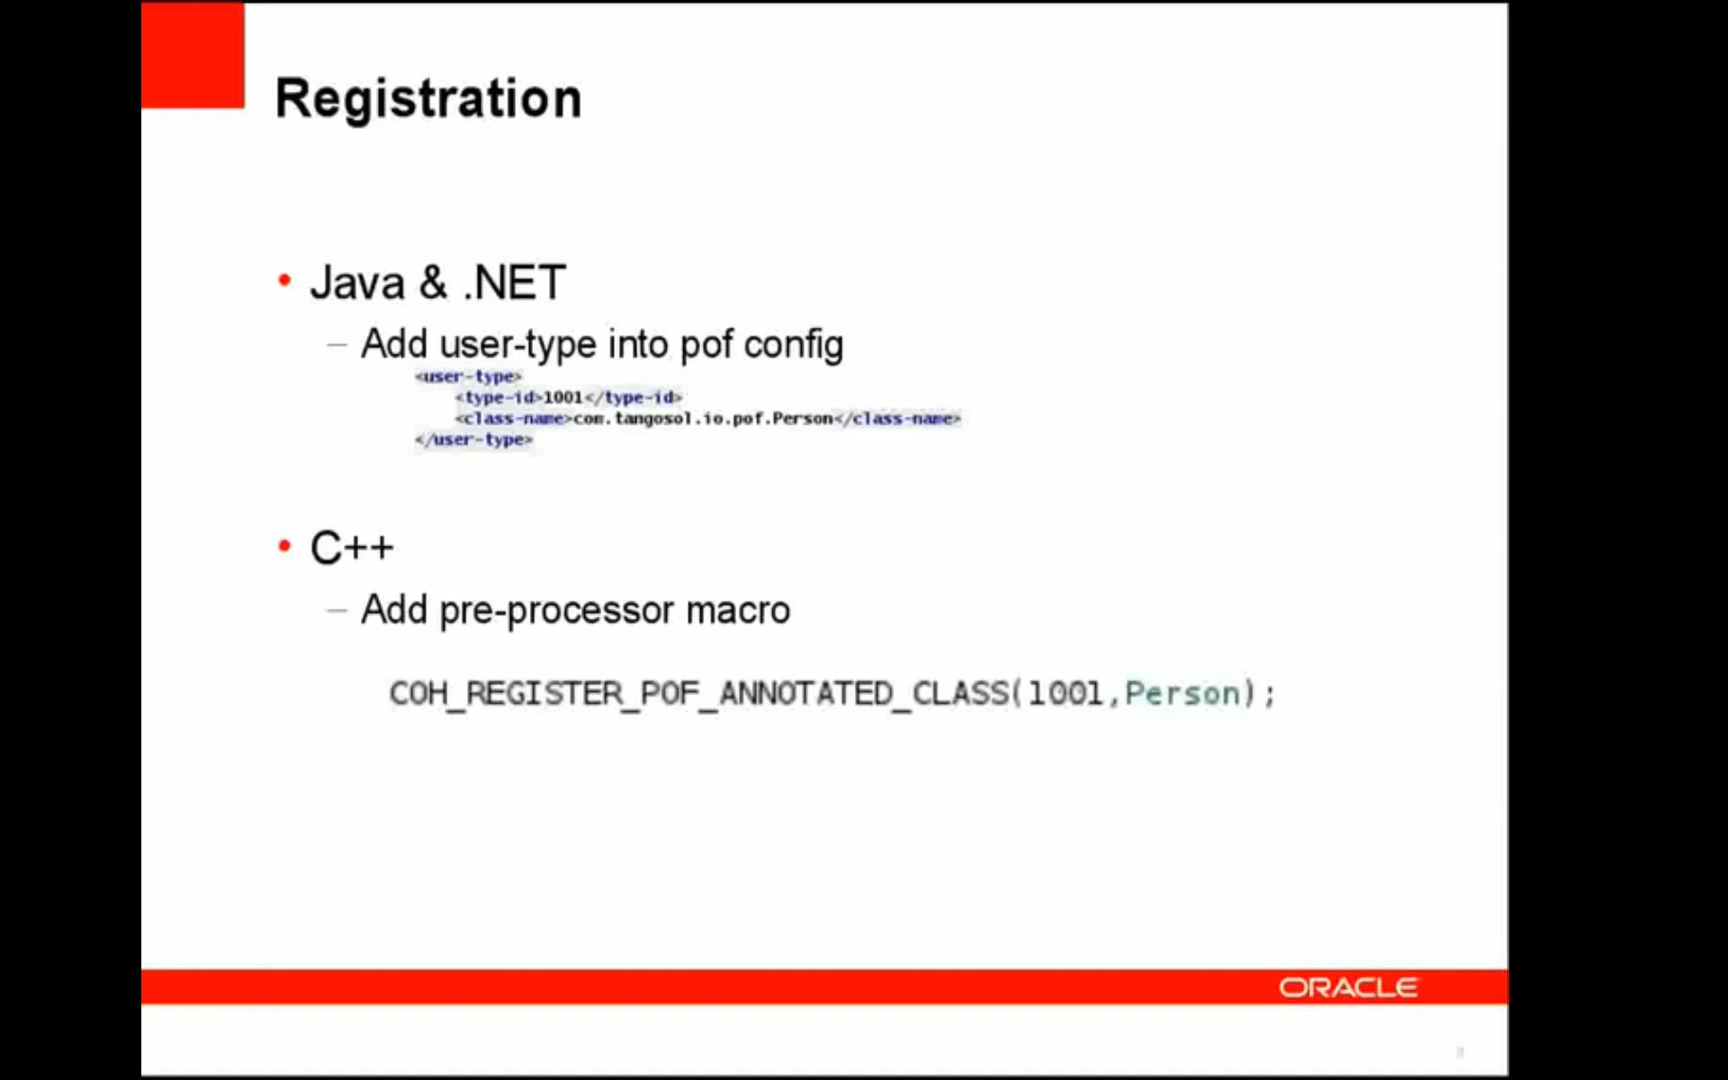 Registration
• Java & .NET
– Add user-type into pof config
<user-type>
<type-id>1001</type-id>
<class-name>com.tangosol.io.pof.Person</class-name>
</user-type>
• C++
– Add pre-processor macro
COH_REGISTER_POF_ANNOTATED_CLASS(1001,Person);
ORACLE